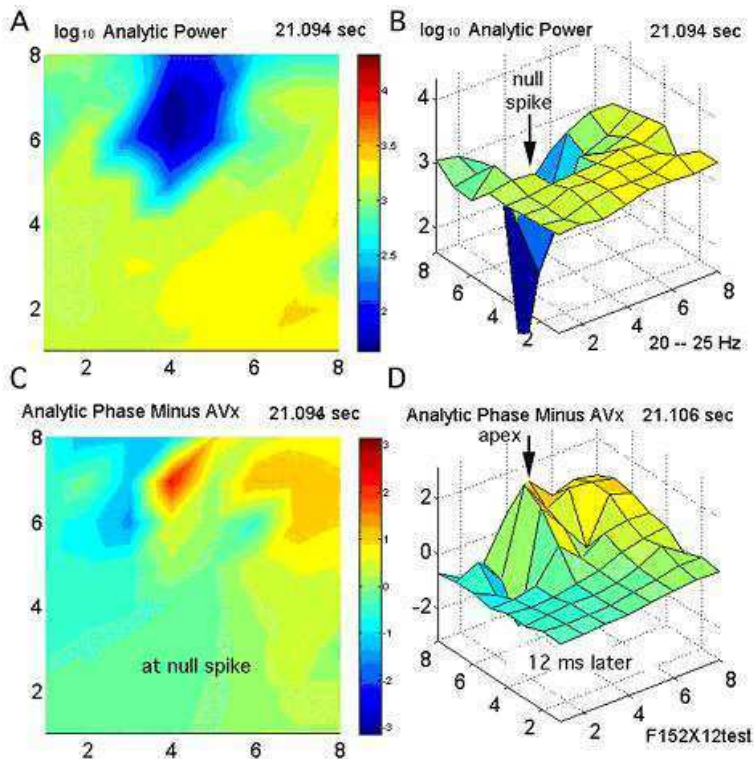 A
log₁₀ Analytic Power 21.094 sec
8
6
4
2
2 4 6 8
4
3.5
3
2.5
2
B
log₁₀ Analytic Power 21.094 sec
null
spike
4
3
2
8
6
4
2
2
4
6
8
20 -- 25 Hz
C
Analytic Phase Minus AVx 21.094 sec
8
6
4
2
at null spike
2 4 6 8
3
2
1
0
-1
-2
-3
D
Analytic Phase Minus AVx 21.106 sec
apex
2
0
-2
8
6
4
2
12 ms later
2
4
6
8
F152X12test